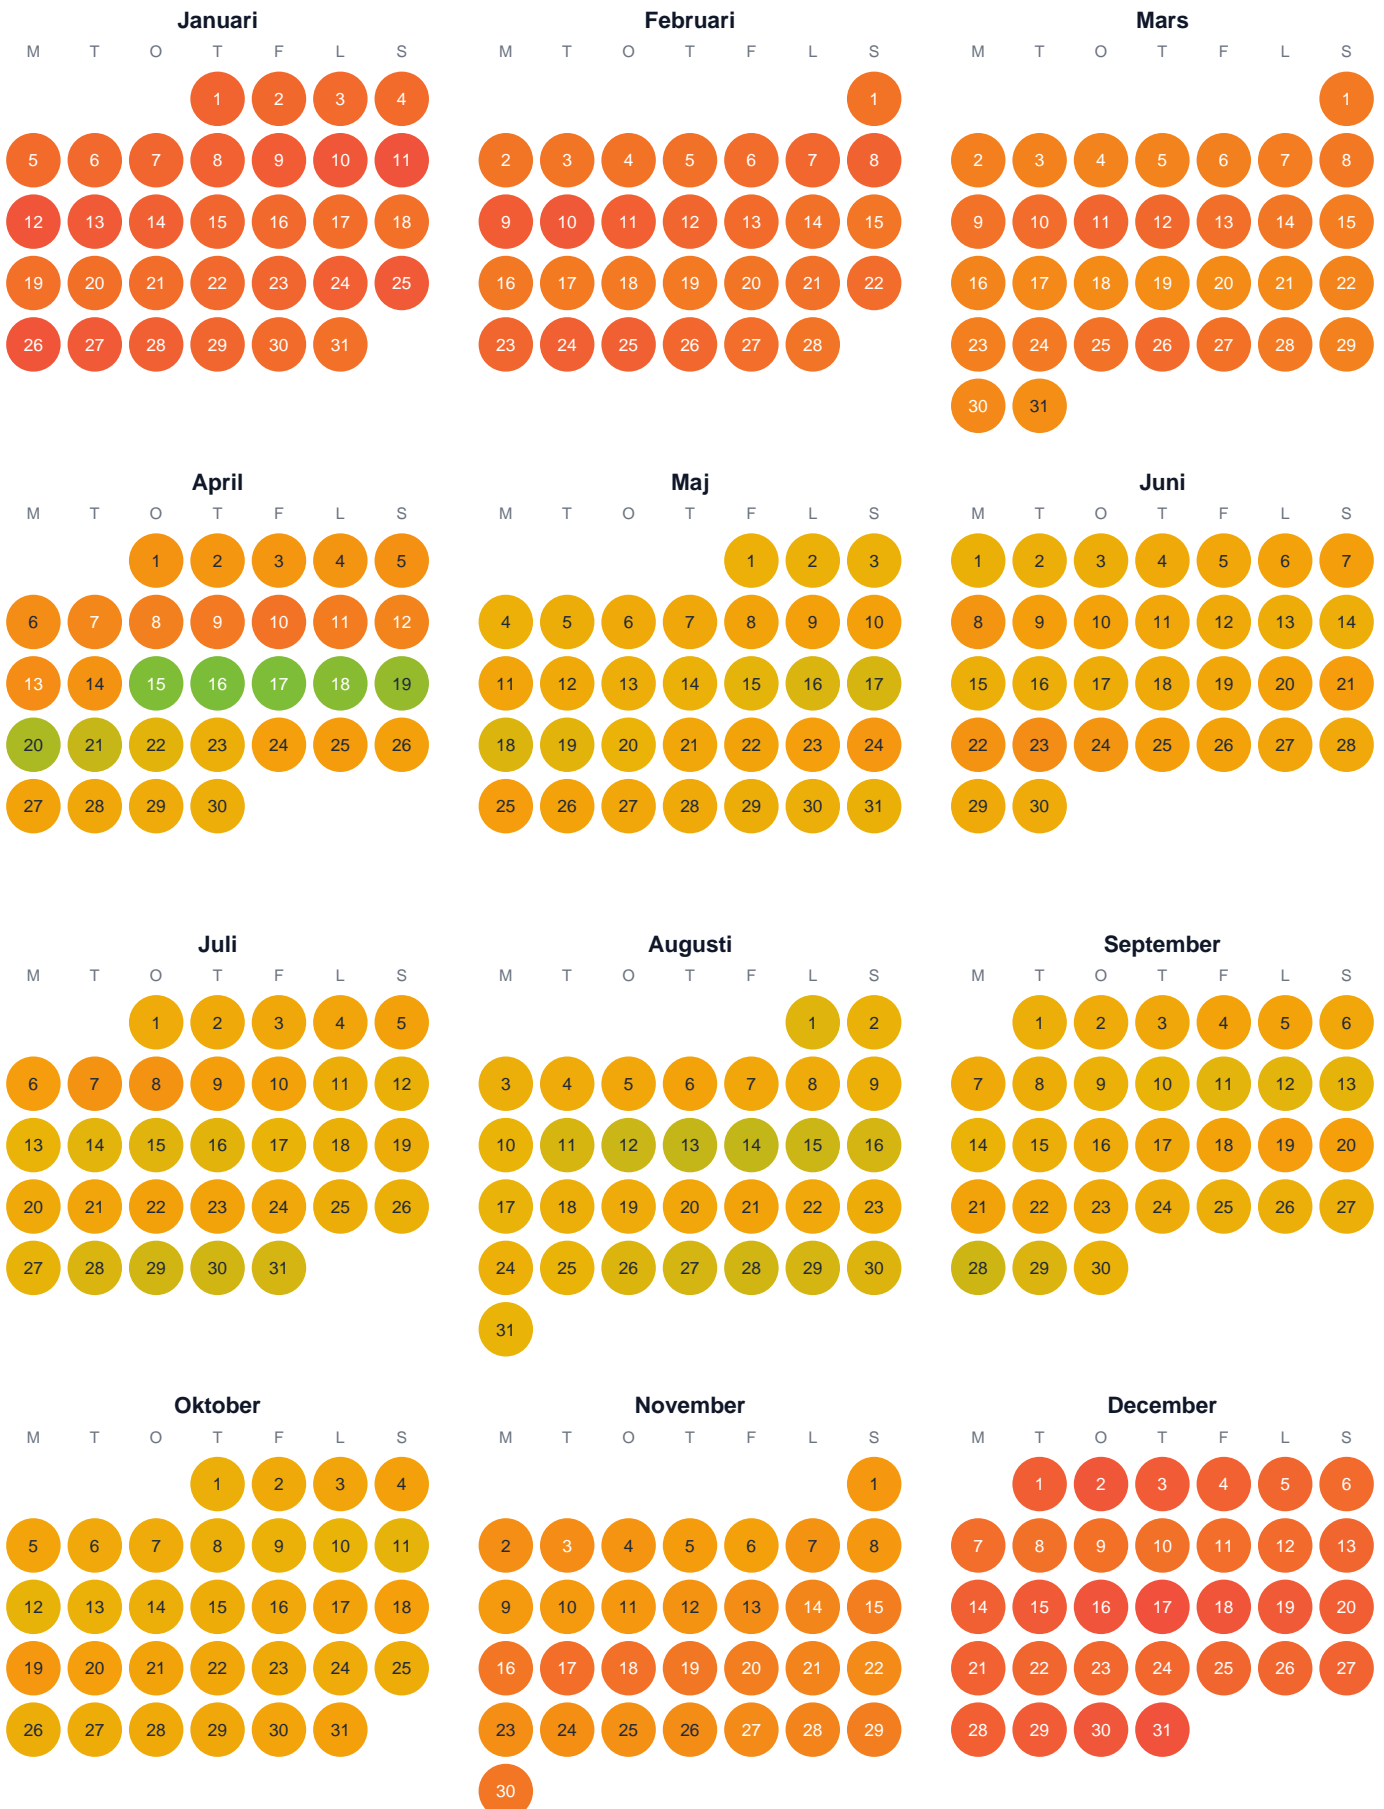 Januari Februari Mars
M T O T F L S M T O T F L S M T O T F L S
1 2 3 4 1 1
5 6 7 8 9 10 11 2 3 4 5 6 7 8 2 3 4 5 6 7 8
12 13 14 15 16 17 18 9 10 11 12 13 14 15 9 10 11 12 13 14 15
19 20 21 22 23 24 25 16 17 18 19 20 21 22 16 17 18 19 20 21 22
26 27 28 29 30 31 23 24 25 26 27 28 23 24 25 26 27 28 29
30 31
April Maj Juni
M T O T F L S M T O T F L S M T O T F L S
1 2 3 4 5 1 2 3 1 2 3 4 5 6 7
6 7 8 9 10 11 12 4 5 6 7 8 9 10 8 9 10 11 12 13 14
13 14 15 16 17 18 19 11 12 13 14 15 16 17 15 16 17 18 19 20 21
20 21 22 23 24 25 26 18 19 20 21 22 23 24 22 23 24 25 26 27 28
27 28 29 30 25 26 27 28 29 30 31 29 30
Juli Augusti September
M T O T F L S M T O T F L S M T O T F L S
1 2 3 4 5 1 2 1 2 3 4 5 6
6 7 8 9 10 11 12 3 4 5 6 7 8 9 7 8 9 10 11 12 13
13 14 15 16 17 18 19 10 11 12 13 14 15 16 14 15 16 17 18 19 20
20 21 22 23 24 25 26 17 18 19 20 21 22 23 21 22 23 24 25 26 27
27 28 29 30 31 24 25 26 27 28 29 30 28 29 30
31
Oktober November December
M T O T F L S M T O T F L S M T O T F L S
1 2 3 4 1 1 2 3 4 5 6
5 6 7 8 9 10 11 2 3 4 5 6 7 8 7 8 9 10 11 12 13
12 13 14 15 16 17 18 9 10 11 12 13 14 15 14 15 16 17 18 19 20
19 20 21 22 23 24 25 16 17 18 19 20 21 22 21 22 23 24 25 26 27
26 27 28 29 30 31 23 24 25 26 27 28 29 28 29 30 31
30